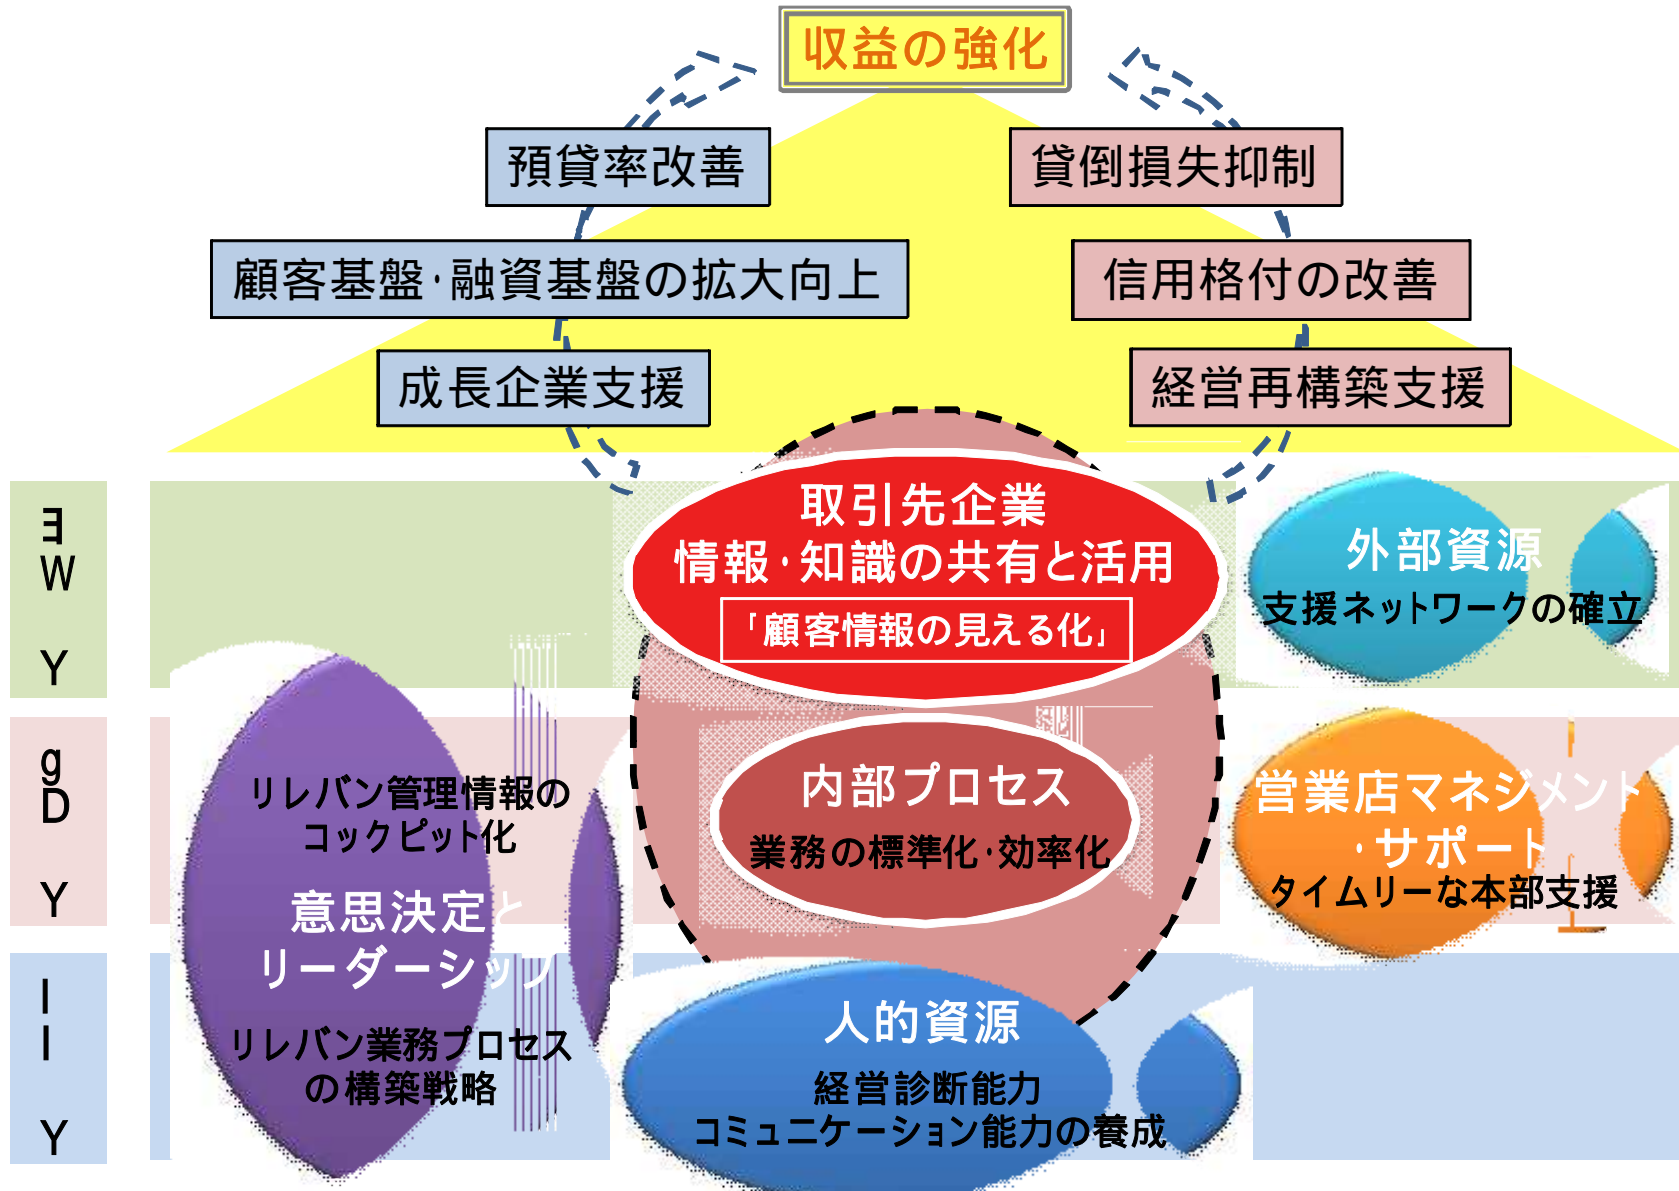 収益の強化
預貸率改善
貸倒損失抑制
顧客基盤・融資基盤の拡大向上
信用格付の改善
成長企業支援
経営再構築支援
取引先企業
情報・知識の共有と活用
「顧客情報の見える化」
外部資源
支援ネットワークの確立
ヨ
W
Y
g
D
Y
リレバン管理情報の
コックピット化
意思決定と
リーダーシップ
リレバン業務プロセス
の構築戦略
内部プロセス
業務の標準化・効率化
営業店マネジメント
・サポート
タイムリーな本部支援
I
I
Y
人的資源
経営診断能力
コミュニケーション能力の養成